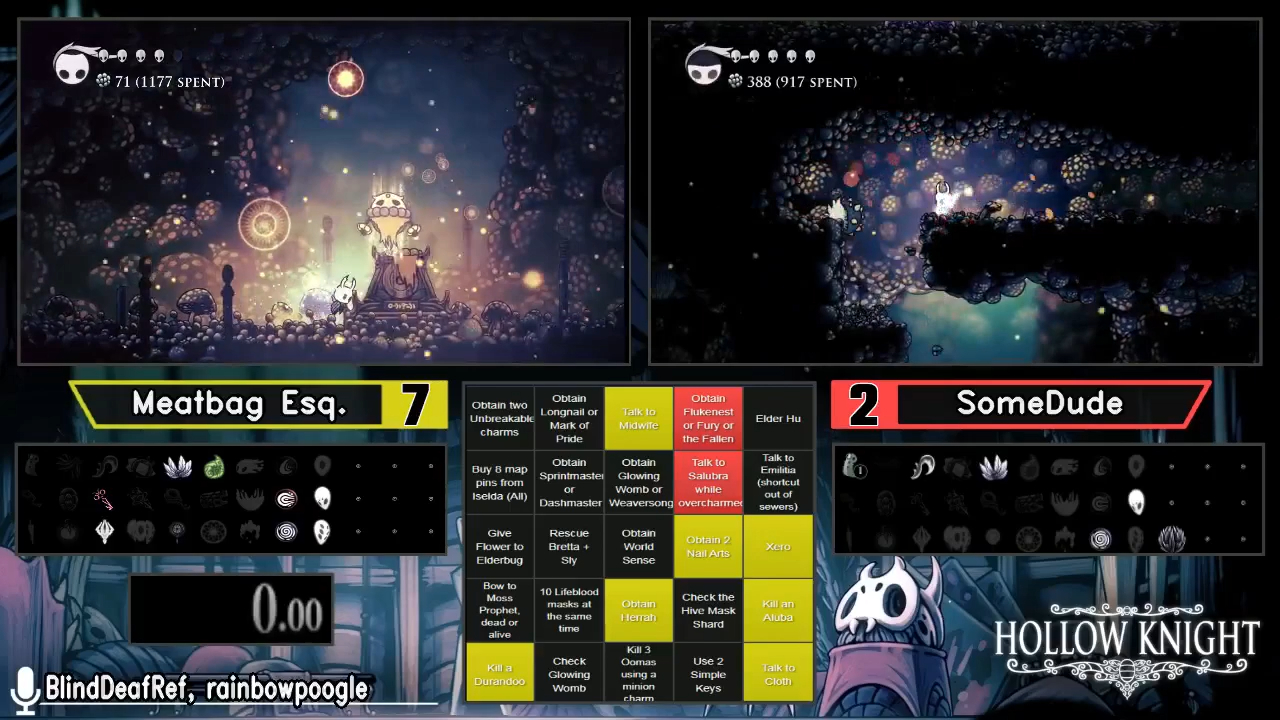 71 (1177 SPENT)
388 (917 SPENT)
Meatbag Esq.
7
2
SomeDude
Obtain two
Unbreakable
charms
Obtain
Longnail or
Mark of
Pride
Talk to
Midwife
Obtain
Flukenest
or Fury or
the Fallen
Elder Hu
Buy 8 map
pins from
Iselda (All)
Obtain
Sprintmaster
or
Dashmaster
Obtain
Glowing
Womb or
Weaversong
Talk to
Salubra
while
overcharmed
Talk to
Emilitia
(shortcut
out of
sewers)
Give
Flower to
Elderbug
Rescue
Bretta +
Sly
Obtain
World
Sense
Obtain 2
Nail Arts
Xero
Bow to
Moss
Prophet,
dead or
alive
10 Lifeblood
masks at
the same
time
Obtain
Herrah
Check the
Hive Mask
Shard
Kill an
Aluba
Kill a
Durandoo
Check
Glowing
Womb
Kill 3
Oomas
using a
minion
charm
Use 2
Simple
Keys
Talk to
Cloth
1
0.00
BlindDeafRef, rainbowpoogle
HOLLOW KNIGHT